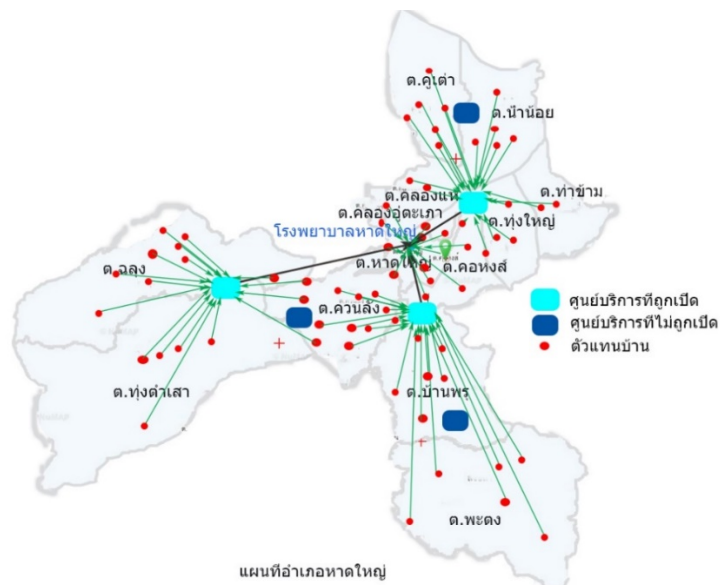 ต.คูเต่า
ต.น้ำน้อย
ต.คลองแห
ต.ท่าข้าม
ต.คลองอู่ตะเภา
ต.ทุ่งใหญ่
โรงพยาบาลหาดใหญ่
ต.หาดใหญ่
ต.คอหงส์
ต.ฉลุง
ต.ควนลัง
ศูนย์บริการที่ถูกเปิด
ศูนย์บริการที่ไม่ถูกเปิด
ตัวแทนบ้าน
ต.ทุ่งตำเสา
ต.บ้านพรุ
ต.พะตง
แผนที่อำเภอหาดใหญ่